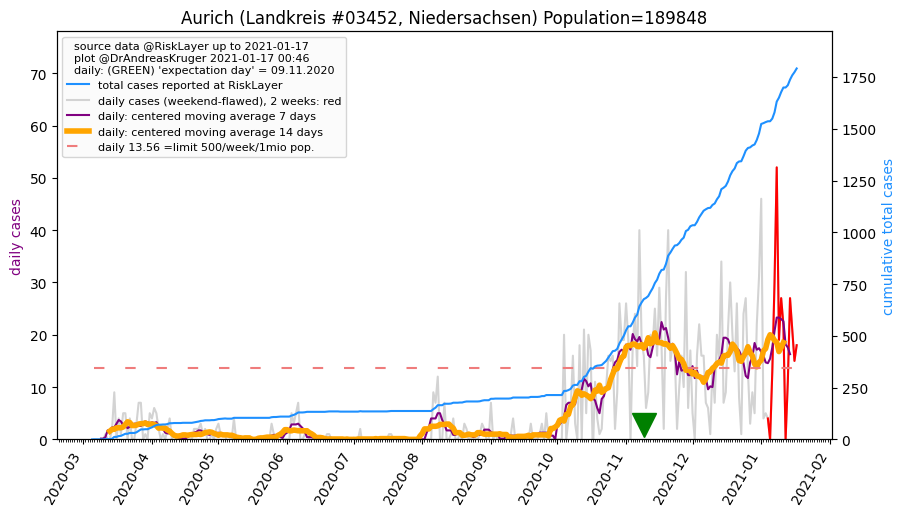 Aurich (Landkreis #03452, Niedersachsen) Population=189848
source data @RiskLayer up to 2021-01-17
plot @DrAndreasKruger 2021-01-17 00:46
daily: (GREEN) 'expectation day' = 09.11.2020
total cases reported at RiskLayer
daily cases (weekend-flawed), 2 weeks: red
daily: centered moving average 7 days
daily: centered moving average 14 days
daily 13.56 =limit 500/week/1mio pop.
daily cases
70
60
50
40
30
20
10
0
cumulative total cases
1750
1500
1250
1000
750
500
250
0
2020-03
2020-04
2020-05
2020-06
2020-07
2020-08
2020-09
2020-10
2020-11
2020-12
2021-01
2021-02